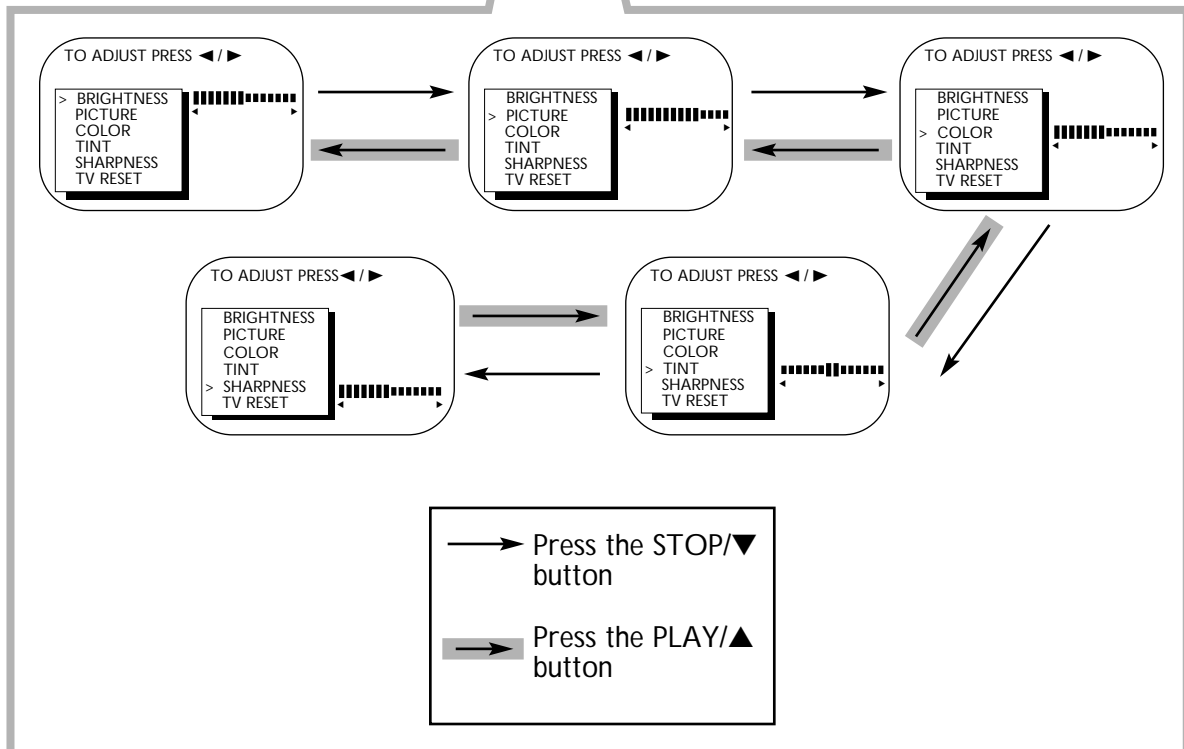 TO ADJUST PRESS ◄ / ►
> BRIGHTNESS
PICTURE
COLOR
TINT
SHARPNESS
TV RESET
TO ADJUST PRESS ◄ / ►
BRIGHTNESS
> PICTURE
COLOR
TINT
SHARPNESS
TV RESET
TO ADJUST PRESS ◄ / ►
BRIGHTNESS
PICTURE
> COLOR
TINT
SHARPNESS
TV RESET
TO ADJUST PRESS◄ / ►
BRIGHTNESS
PICTURE
COLOR
TINT
> SHARPNESS
TV RESET
TO ADJUST PRESS ◄ / ►
BRIGHTNESS
PICTURE
COLOR
> TINT
SHARPNESS
TV RESET
Press the STOP/▼
button
Press the PLAY/▲
button